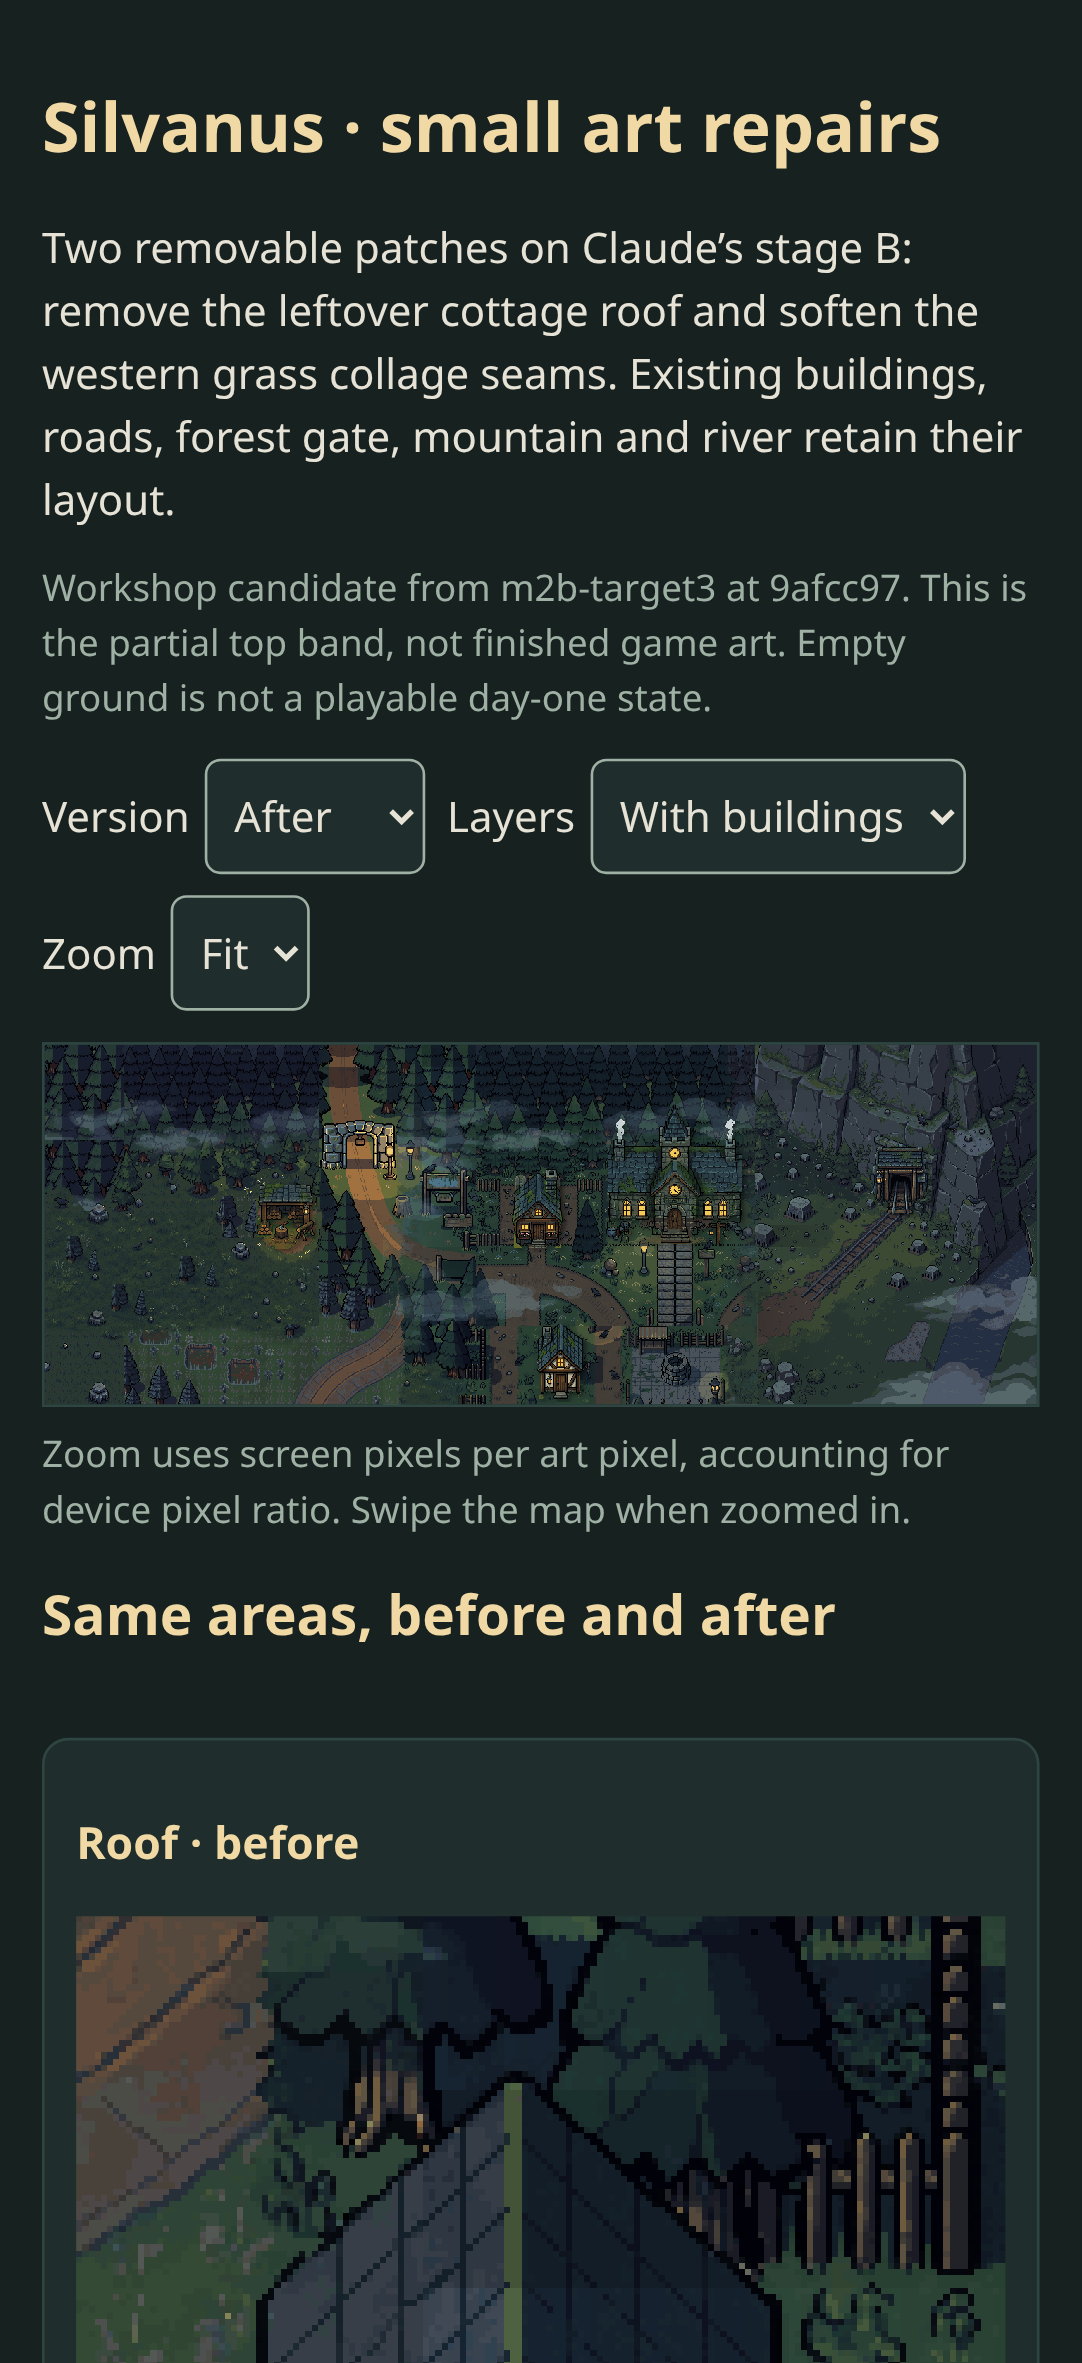 Silvanus · small art repairs
Two removable patches on Claude’s stage B:
remove the leftover cottage roof and soften the
western grass collage seams. Existing buildings,
roads, forest gate, mountain and river retain their
layout.
Workshop candidate from m2b-target3 at 9afcc97. This is
the partial top band, not finished game art. Empty
ground is not a playable day-one state.
Version After Layers With buildings
Zoom Fit
Zoom uses screen pixels per art pixel, accounting for
device pixel ratio. Swipe the map when zoomed in.
Same areas, before and after
Roof · before